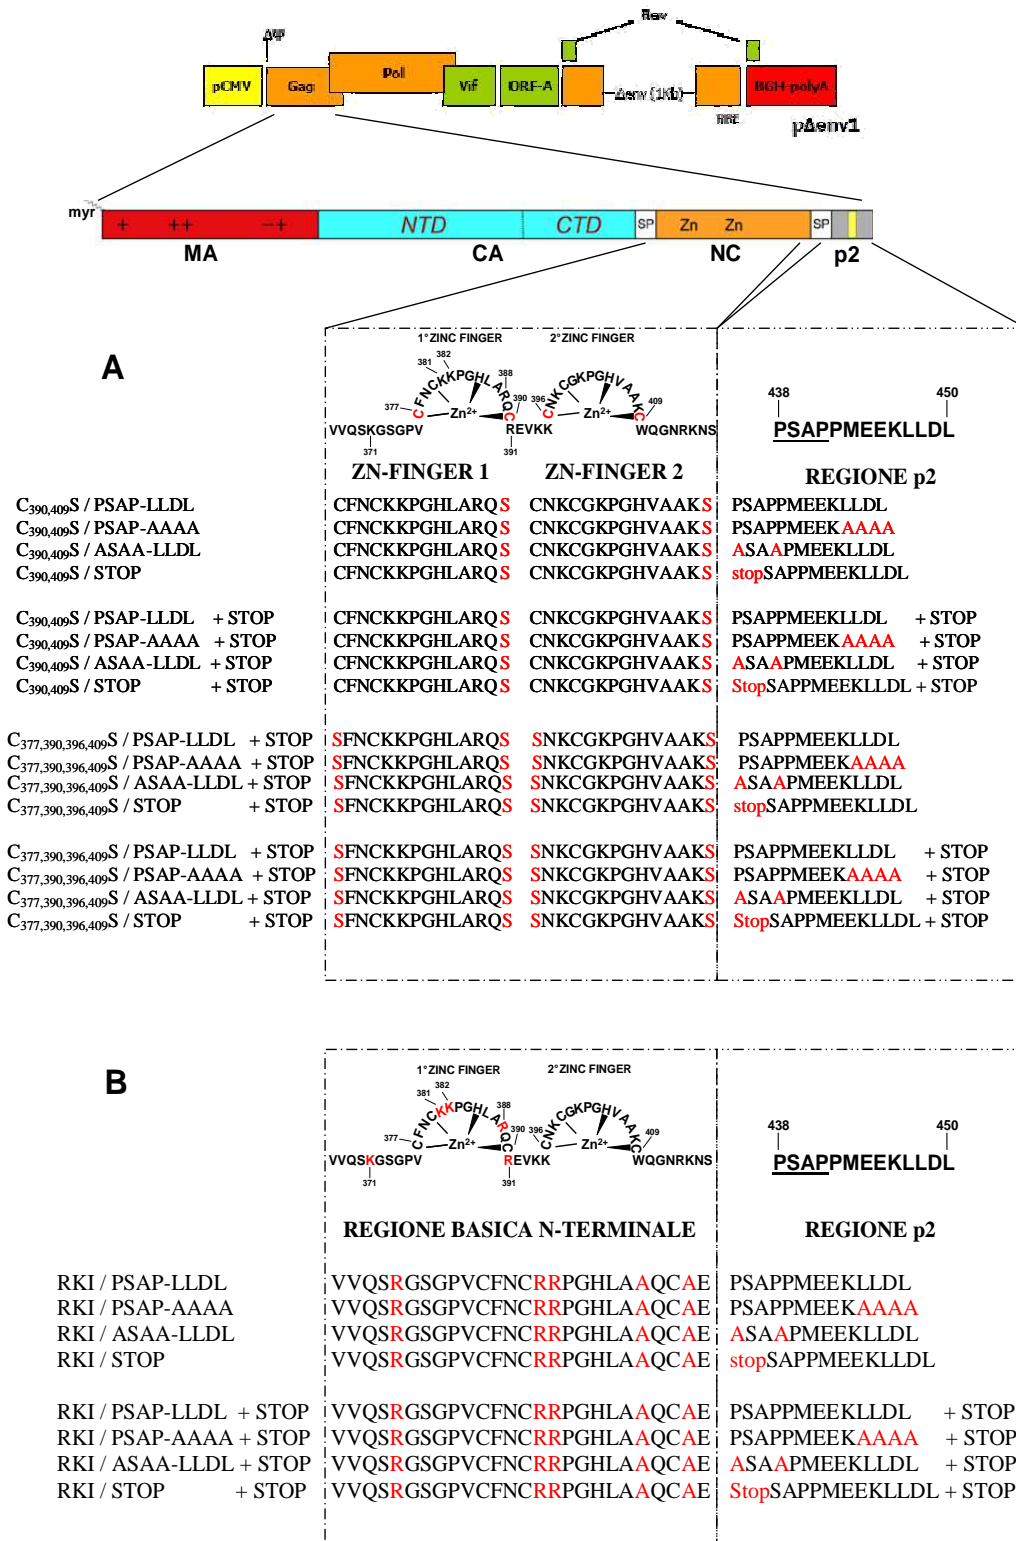 ΔΨ
Rev
pCMV
Gag
Pol
Vif
ORF-A
Δenv (1Kb)
RRE
BGH-polyA
pΔenv1
myr
+ ++ −+ NTD CTD SP Zn Zn SP
MA CA NC p2
A
1°ZINC FINGER 2°ZINC FINGER
381 382 388 390 377 396 409
CFNCKKPGHLARQC CNKCGKPGHVAAKC
Zn2+ Zn2+
VVQSKGSGPV REVKK WQGNRKNS
371 391
438 450
PSAPPMEEKLLDL
ZN-FINGER 1 ZN-FINGER 2 REGIONE p2
C390,409S / PSAP-LLDL CFNCKKPGHLARQS CNKCGKPGHVAAKS PSAPPMEEKLLDL
C390,409S / PSAP-AAAA CFNCKKPGHLARQS CNKCGKPGHVAAKS PSAPPMEEKAAAA
C390,409S / ASAA-LLDL CFNCKKPGHLARQS CNKCGKPGHVAAKS ASAAPMEEKLLDL
C390,409S / STOP CFNCKKPGHLARQS CNKCGKPGHVAAKS stopSAPPMEEKLLDL
C390,409S / PSAP-LLDL + STOP CFNCKKPGHLARQS CNKCGKPGHVAAKS PSAPPMEEKLLDL + STOP
C390,409S / PSAP-AAAA + STOP CFNCKKPGHLARQS CNKCGKPGHVAAKS PSAPPMEEKAAAA + STOP
C390,409S / ASAA-LLDL + STOP CFNCKKPGHLARQS CNKCGKPGHVAAKS ASAAPMEEKLLDL + STOP
C390,409S / STOP + STOP CFNCKKPGHLARQS CNKCGKPGHVAAKS StopSAPPMEEKLLDL + STOP
C377,390,396,409S / PSAP-LLDL + STOP SFNCKKPGHLARQS SNKCGKPGHVAAKS PSAPPMEEKLLDL
C377,390,396,409S / PSAP-AAAA + STOP SFNCKKPGHLARQS SNKCGKPGHVAAKS PSAPPMEEKAAAA
C377,390,396,409S / ASAA-LLDL + STOP SFNCKKPGHLARQS SNKCGKPGHVAAKS ASAAPMEEKLLDL
C377,390,396,409S / STOP + STOP SFNCKKPGHLARQS SNKCGKPGHVAAKS stopSAPPMEEKLLDL
C377,390,396,409S / PSAP-LLDL + STOP SFNCKKPGHLARQS SNKCGKPGHVAAKS PSAPPMEEKLLDL + STOP
C377,390,396,409S / PSAP-AAAA + STOP SFNCKKPGHLARQS SNKCGKPGHVAAKS PSAPPMEEKAAAA + STOP
C377,390,396,409S / ASAA-LLDL + STOP SFNCKKPGHLARQS SNKCGKPGHVAAKS ASAAPMEEKLLDL + STOP
C377,390,396,409S / STOP + STOP SFNCKKPGHLARQS SNKCGKPGHVAAKS StopSAPPMEEKLLDL + STOP
B
1°ZINC FINGER 2°ZINC FINGER
381 382 388 390 377 396 409
CFNCKKPGHLARQC CNKCGKPGHVAAKC
Zn2+ Zn2+
VVQSKGSGPV REVKK WQGNRKNS
371 391
438 450
PSAPPMEEKLLDL
REGIONE BASICA N-TERMINALE REGIONE p2
RKI / PSAP-LLDL VVQSRGSGPVCFNCRRPGHLAAQCAE PSAPPMEEKLLDL
RKI / PSAP-AAAA VVQSRGSGPVCFNCRRPGHLAAQCAE PSAPPMEEKAAAA
RKI / ASAA-LLDL VVQSRGSGPVCFNCRRPGHLAAQCAE ASAAPMEEKLLDL
RKI / STOP VVQSRGSGPVCFNCRRPGHLAAQCAE stopSAPPMEEKLLDL
RKI / PSAP-LLDL + STOP VVQSRGSGPVCFNCRRPGHLAAQCAE PSAPPMEEKLLDL + STOP
RKI / PSAP-AAAA + STOP VVQSRGSGPVCFNCRRPGHLAAQCAE PSAPPMEEKAAAA + STOP
RKI / ASAA-LLDL + STOP VVQSRGSGPVCFNCRRPGHLAAQCAE ASAAPMEEKLLDL + STOP
RKI / STOP + STOP VVQSRGSGPVCFNCRRPGHLAAQCAE StopSAPPMEEKLLDL + STOP